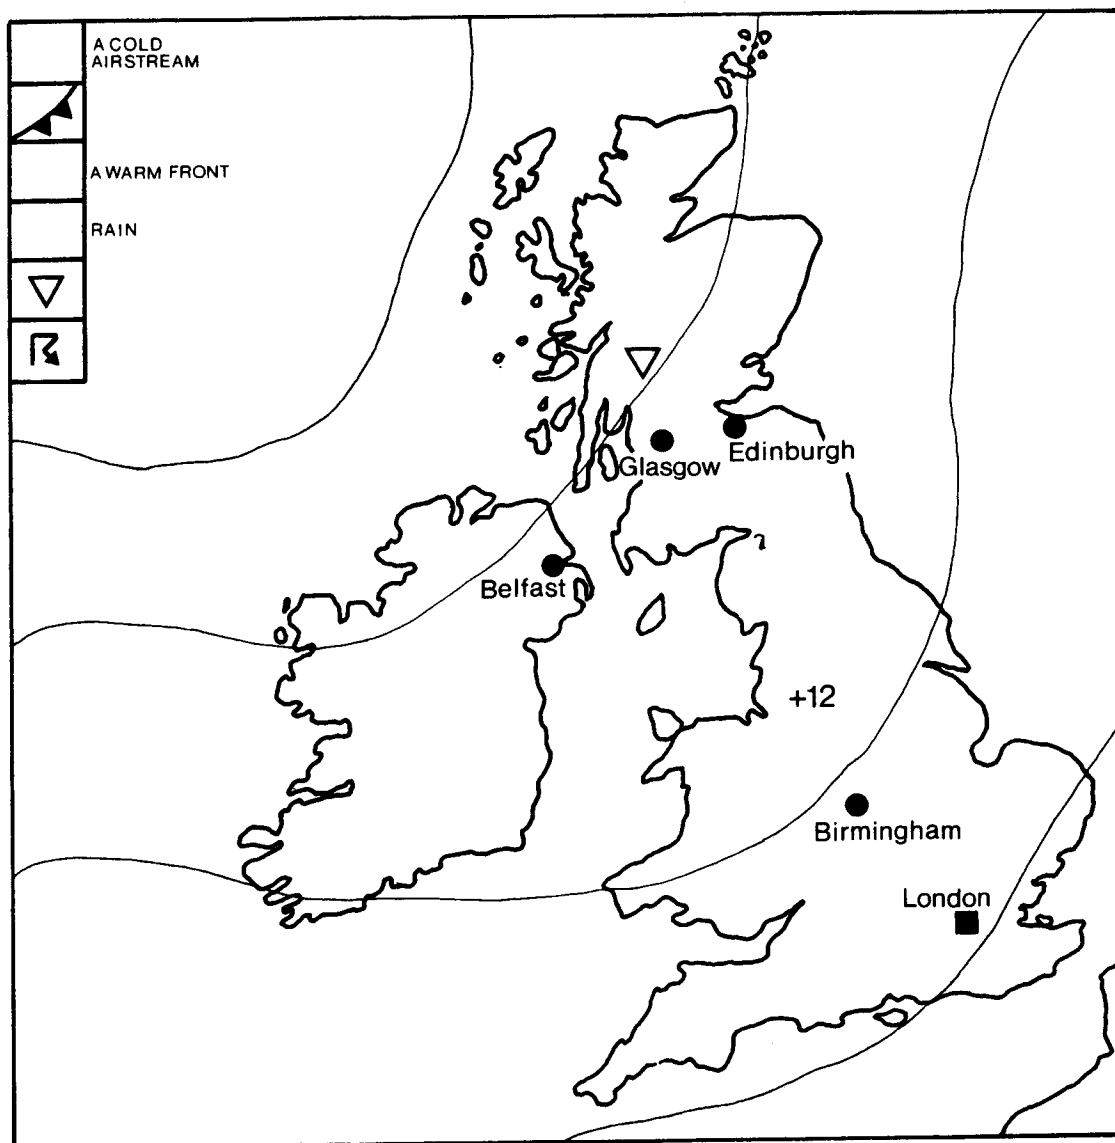 A COLD
AIRSTREAM
A WARM FRONT
RAIN
Glasgow
Edinburgh
Belfast
+12
Birmingham
London